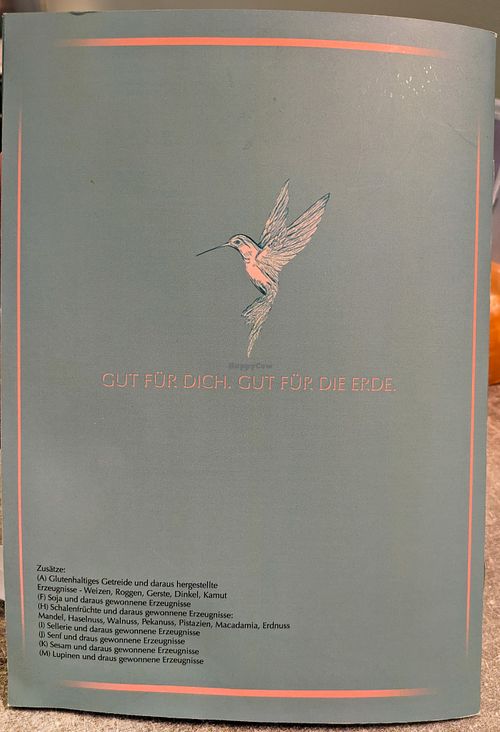 HappyCow
GUT FÜR DICH. GUT FÜR DIE ERDE.
Zusätze:
(A) Glutenhaltiges Getreide und daraus hergestellte
Erzeugnisse - Weizen, Roggen, Gerste, Dinkel, Kamut
(F) Soja und daraus gewonnene Erzeugnisse
(H) Schalenfrüchte und daraus gewonnene Erzeugnisse:
Mandel, Haselnuss, Walnuss, Pekanuss, Pistazien, Macadamia, Erdnuss
(I) Sellerie und daraus gewonnene Erzeugnisse
(J) Senf und draus gewonnene Erzeugnisse
(K) Sesam und daraus gewonnene Erzeugnisse
(M) Lupinen und draus gewonnene Erzeugnisse